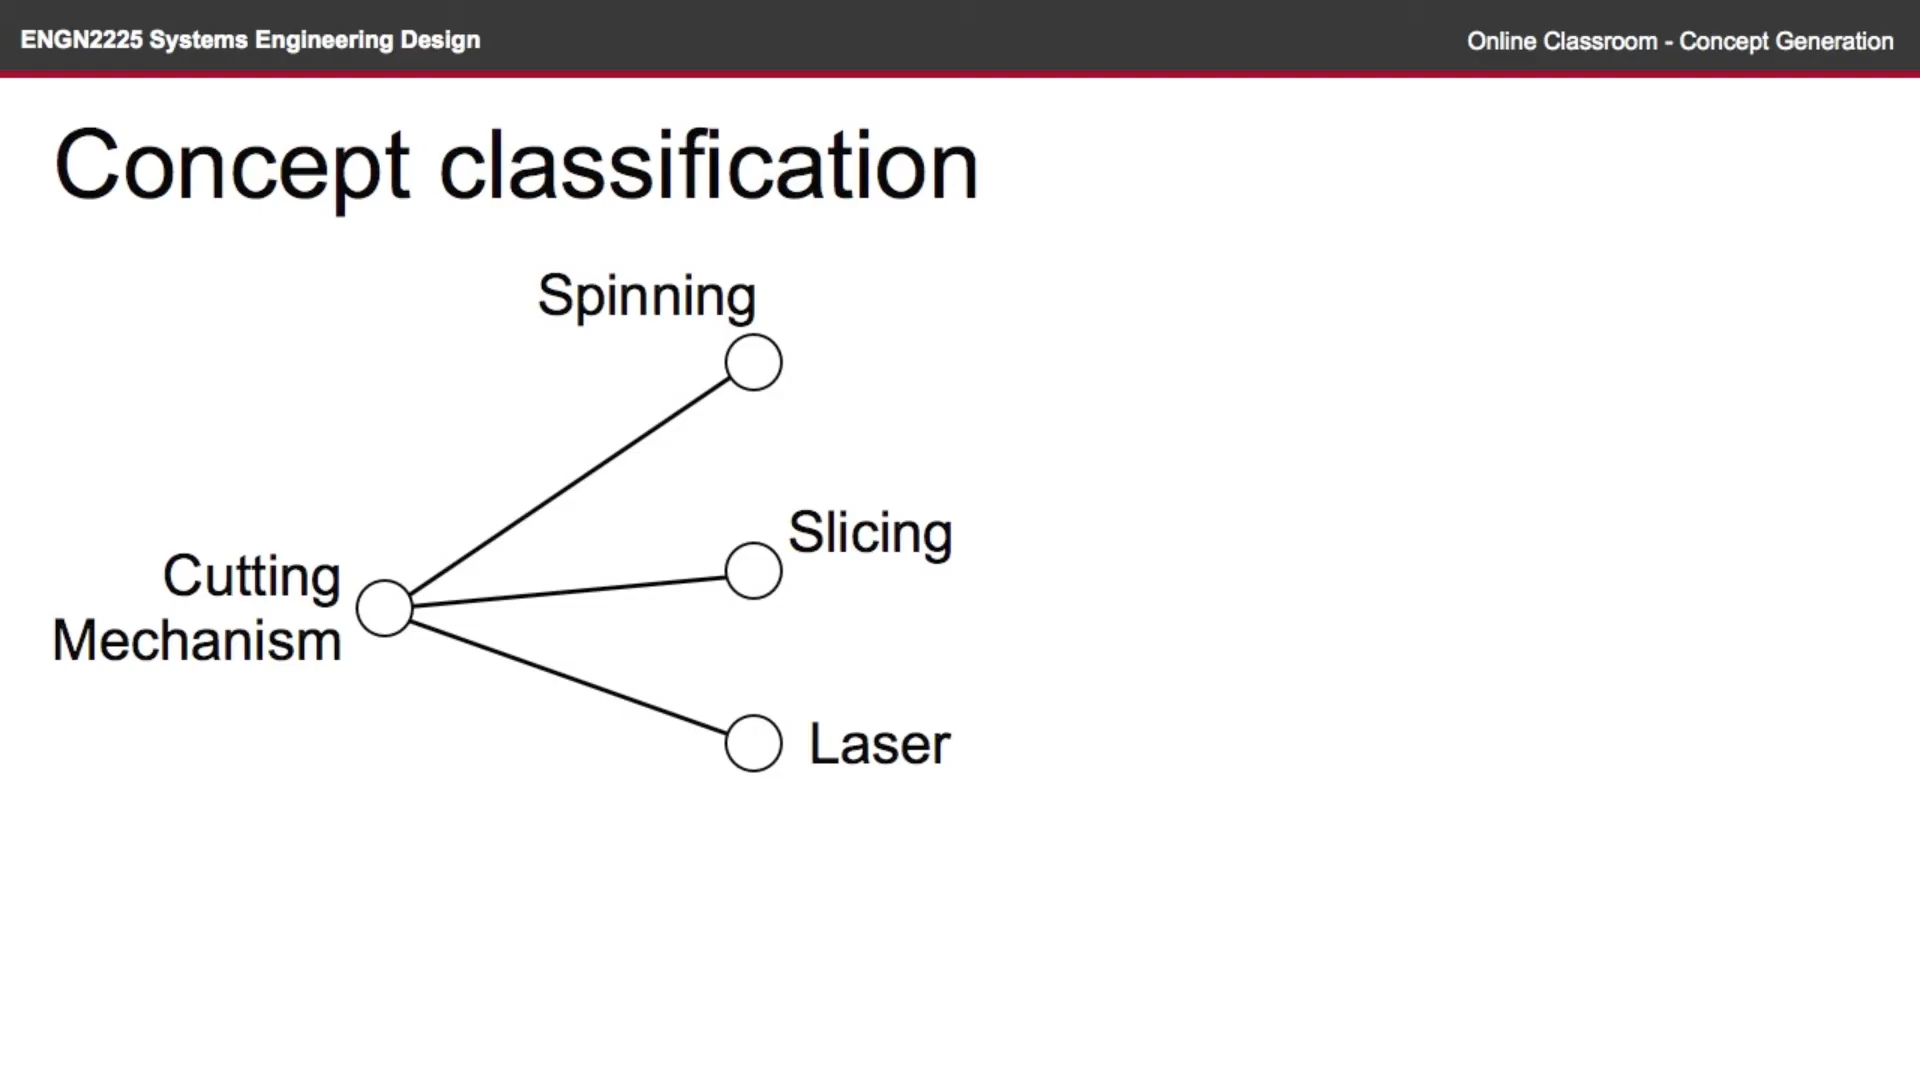 ENGN2225 Systems Engineering Design
Online Classroom - Concept Generation
Concept classification
Spinning
Slicing
Cutting
Mechanism
Laser